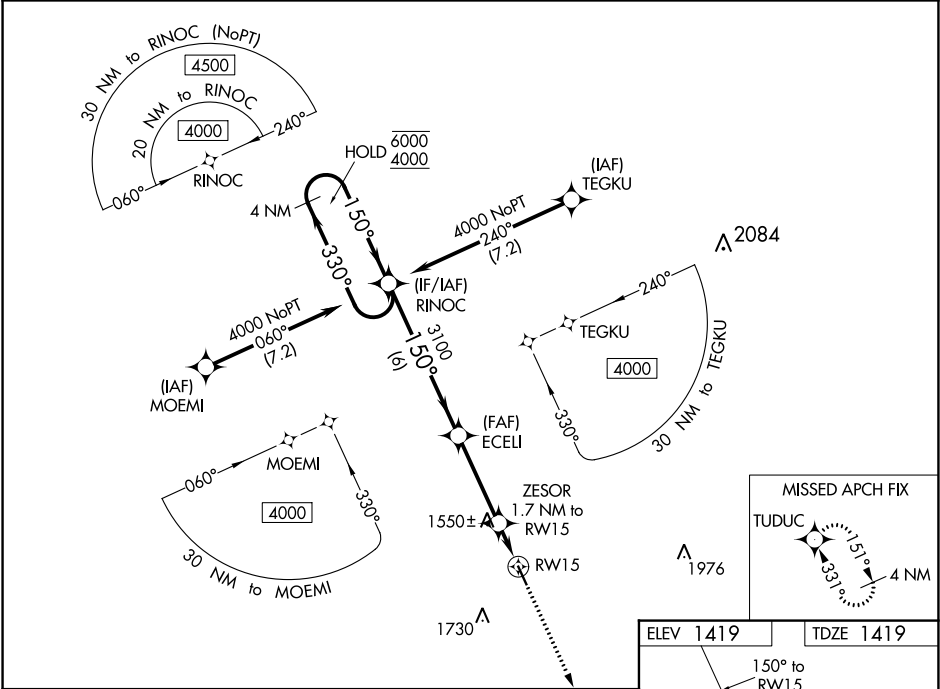 30 NM to RINOC (NoPT)
4500
20 NM to RINOC
4000
060°
240°
RINOC
HOLD 6000
4000
4 NM
150°
330°
(IAF)
TEGKU
4000 NoPT
240°
(7.2)
2084
(IF/IAF)
RINOC
4000 NoPT
060°
(7.2)
(IAF)
MOEMI
3100
150°
(6)
240°
TEGKU
4000
330°
30 NM to TEGKU
(FAF)
ECELI
060°
MOEMI
330°
4000
30 NM to MOEMI
ZESOR
1.7 NM to
RW15
1550±
RW15
1976
1730
MISSED APCH FIX
TUDUC
151°
331°
4 NM
ELEV 1419
TDZE 1419
150° to
RW15